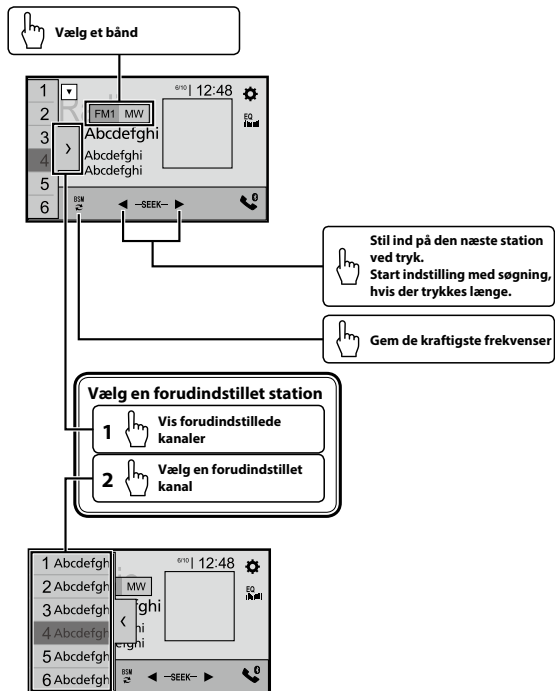 Vælg et bånd
1
2
3
4
5
6
6/10 | 12:48
FM1 MW
EQ
Abcdefghi
Abcdefghi
Abcdefghi
BSM
SEEK
Stil ind på den næste station
ved tryk.
Start indstilling med søgning,
hvis der trykkes længe.
Gem de kraftigste frekvenser
Vælg en forudindstillet station
1 Vis forudindstillede
kanaler
2 Vælg en forudindstillet
kanal
1 Abcdefgh
2 Abcdefgh
3 Abcdefgh
4 Abcdefgh
5 Abcdefgh
6 Abcdefgh
6/10 | 12:48
MW
EQ
fghi
hi
ghi
BSM
SEEK